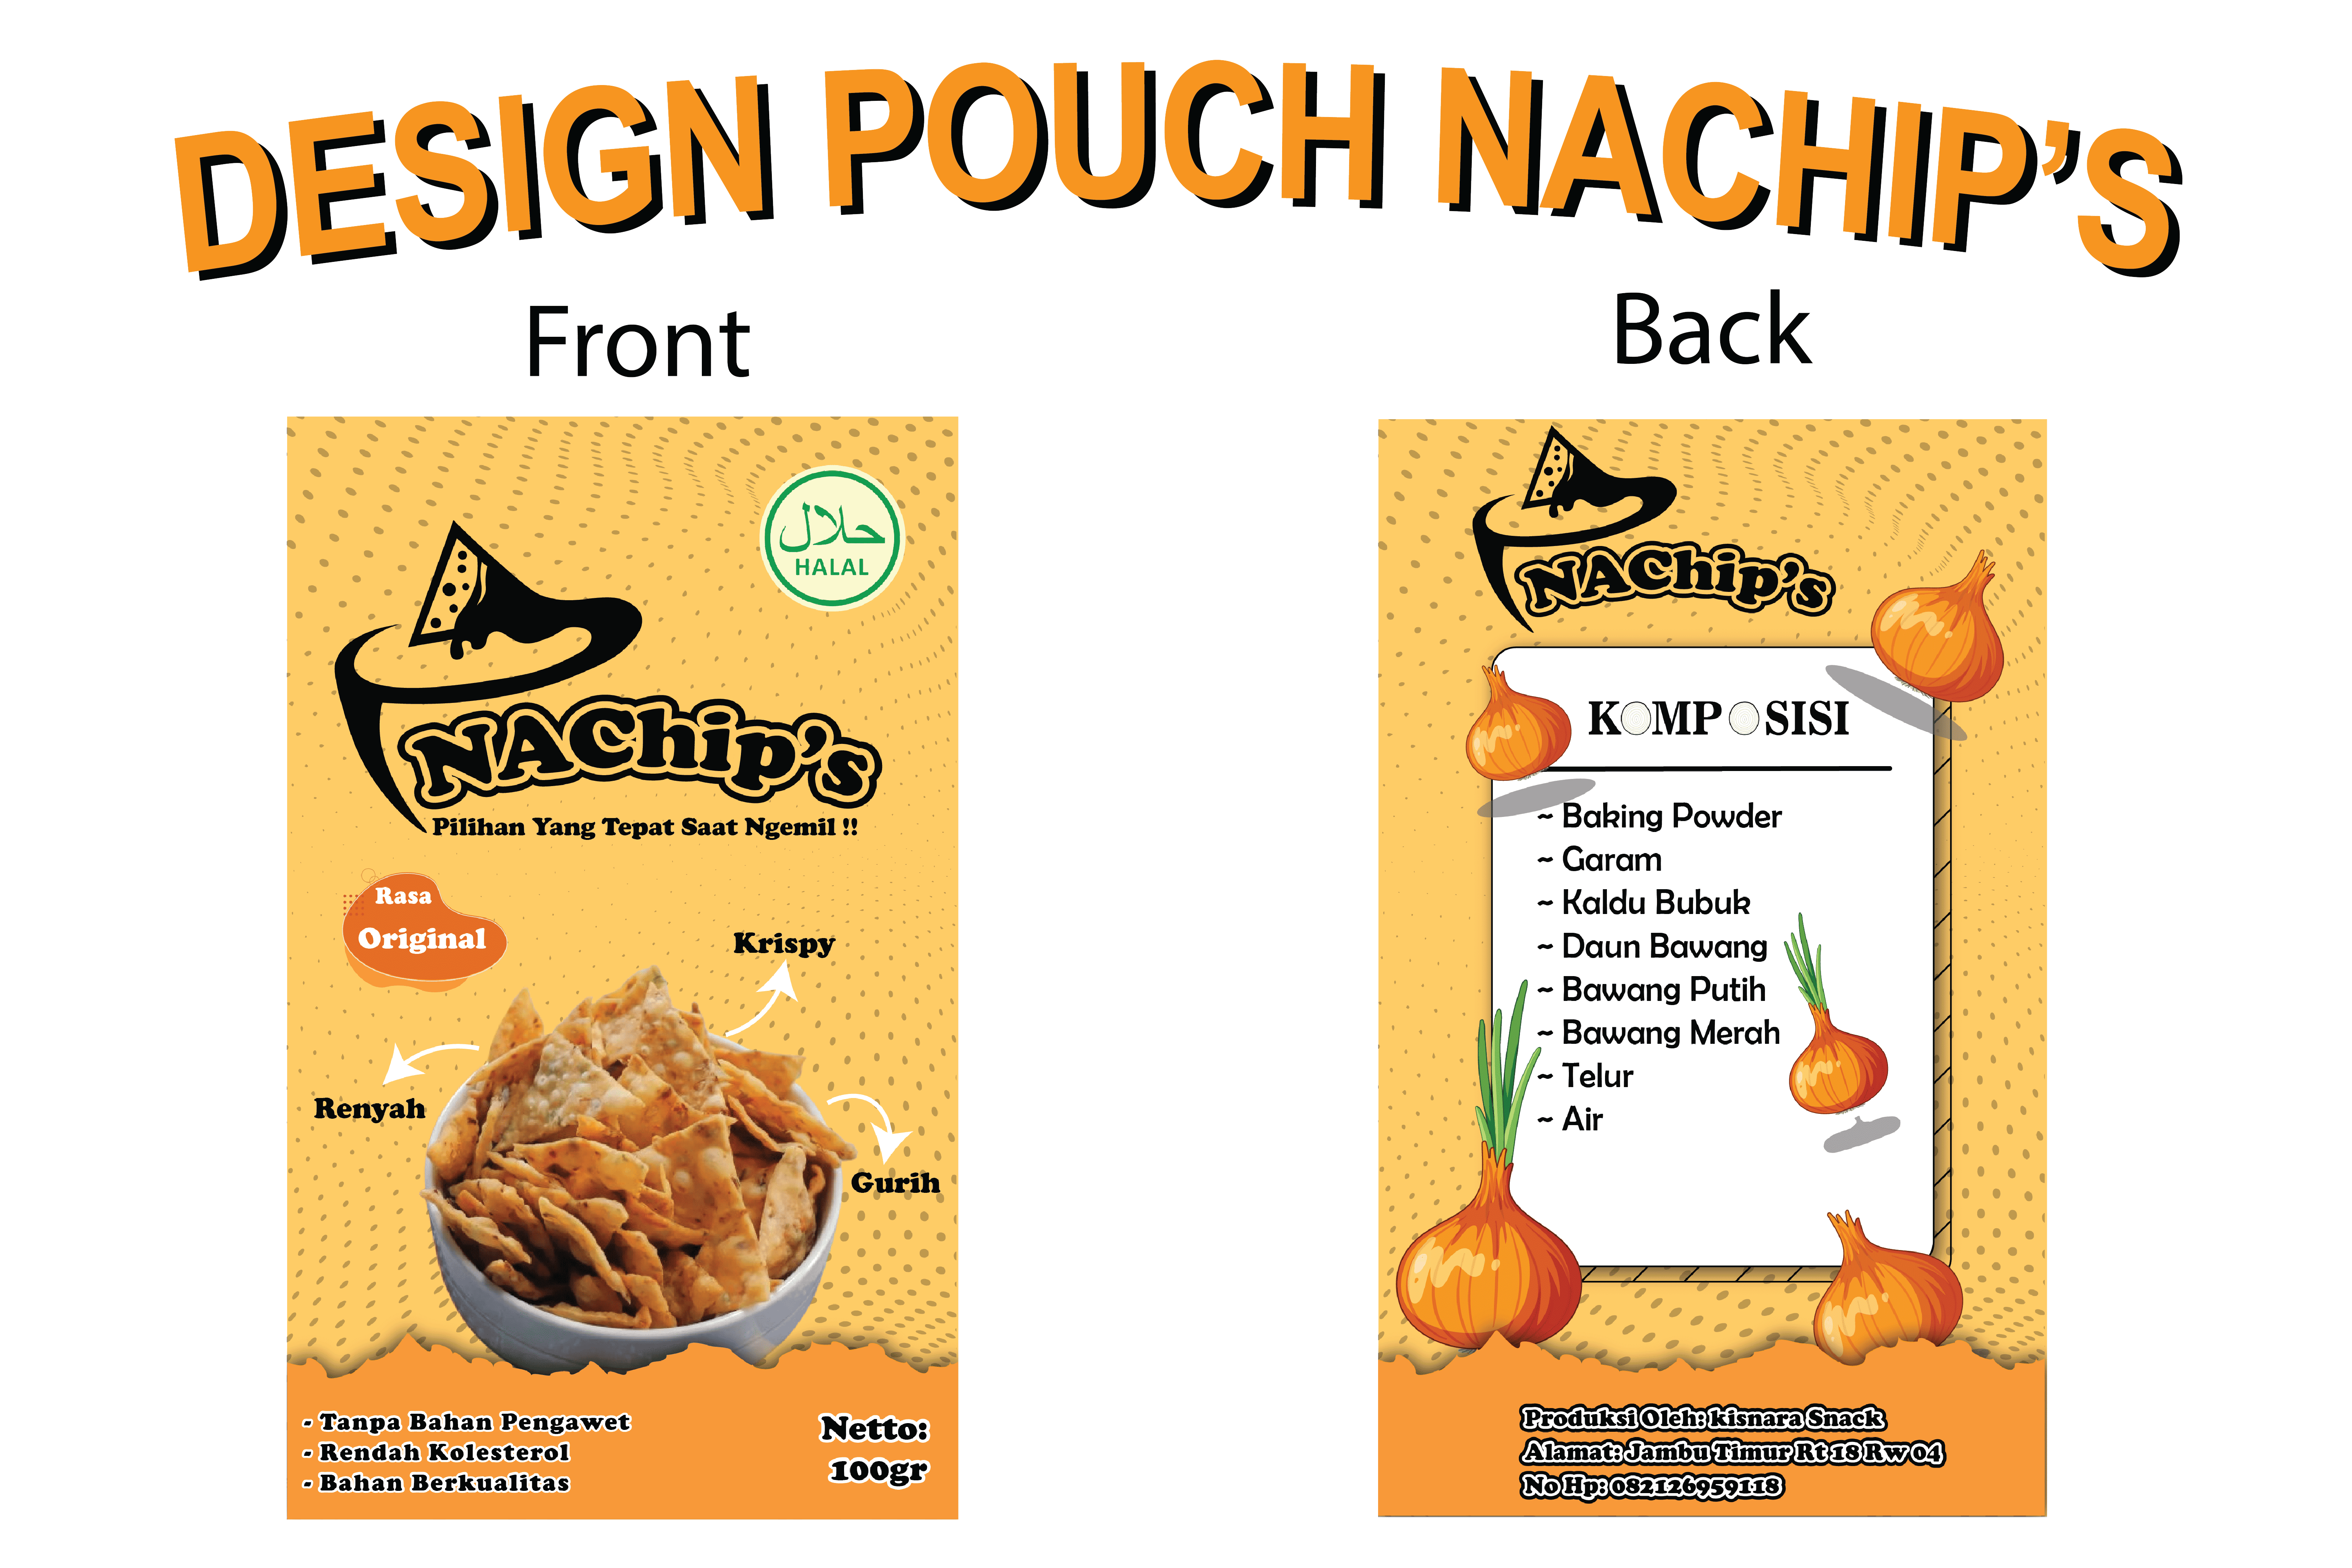 DESIGN POUCH NACHIP'S
Front
حلال
HALAL
NAChip's
Pilihan Yang Tepat Saat Ngemil !!
Rasa
Original
Krispy
Renyah
Gurih
- Tanpa Bahan Pengawet
- Rendah Kolesterol
- Bahan Berkualitas
Netto:
100gr
Back
NAChip's
KOMPOSISI
~ Baking Powder
~ Garam
~ Kaldu Bubuk
~ Daun Bawang
~ Bawang Putih
~ Bawang Merah
~ Telur
~ Air
Produksi Oleh: kisnara Snack
Alamat: Jambu Timur Rt 18 Rw 04
No Hp: 082126959118